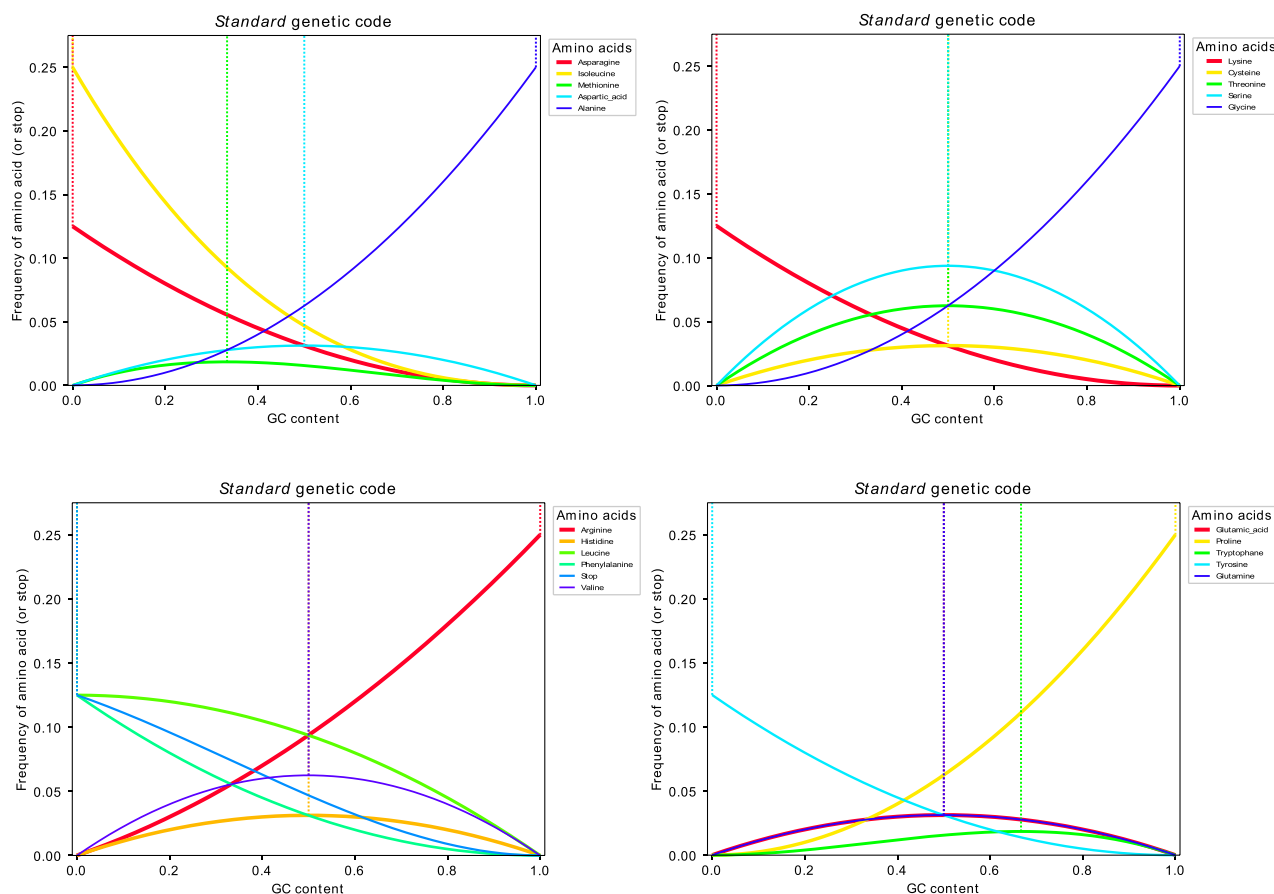 Standard genetic code
Frequency of amino acid (or stop)
0.25
0.20
0.15
0.10
0.05
0.00
0.0 0.2 0.4 0.6 0.8 1.0
GC content
Amino acids
Asparagine
Isoleucine
Methionine
Aspartic_acid
Alanine
Standard genetic code
Frequency of amino acid (or stop)
0.25
0.20
0.15
0.10
0.05
0.00
0.0 0.2 0.4 0.6 0.8 1.0
GC content
Amino acids
Lysine
Cysteine
Threonine
Serine
Glycine
Standard genetic code
Frequency of amino acid (or stop)
0.25
0.20
0.15
0.10
0.05
0.00
0.0 0.2 0.4 0.6 0.8 1.0
GC content
Amino acids
Arginine
Histidine
Leucine
Phenylalanine
Stop
Valine
Standard genetic code
Frequency of amino acid (or stop)
0.25
0.20
0.15
0.10
0.05
0.00
0.0 0.2 0.4 0.6 0.8 1.0
GC content
Amino acids
Glutamic_acid
Proline
Tryptophane
Tyrosine
Glutamine